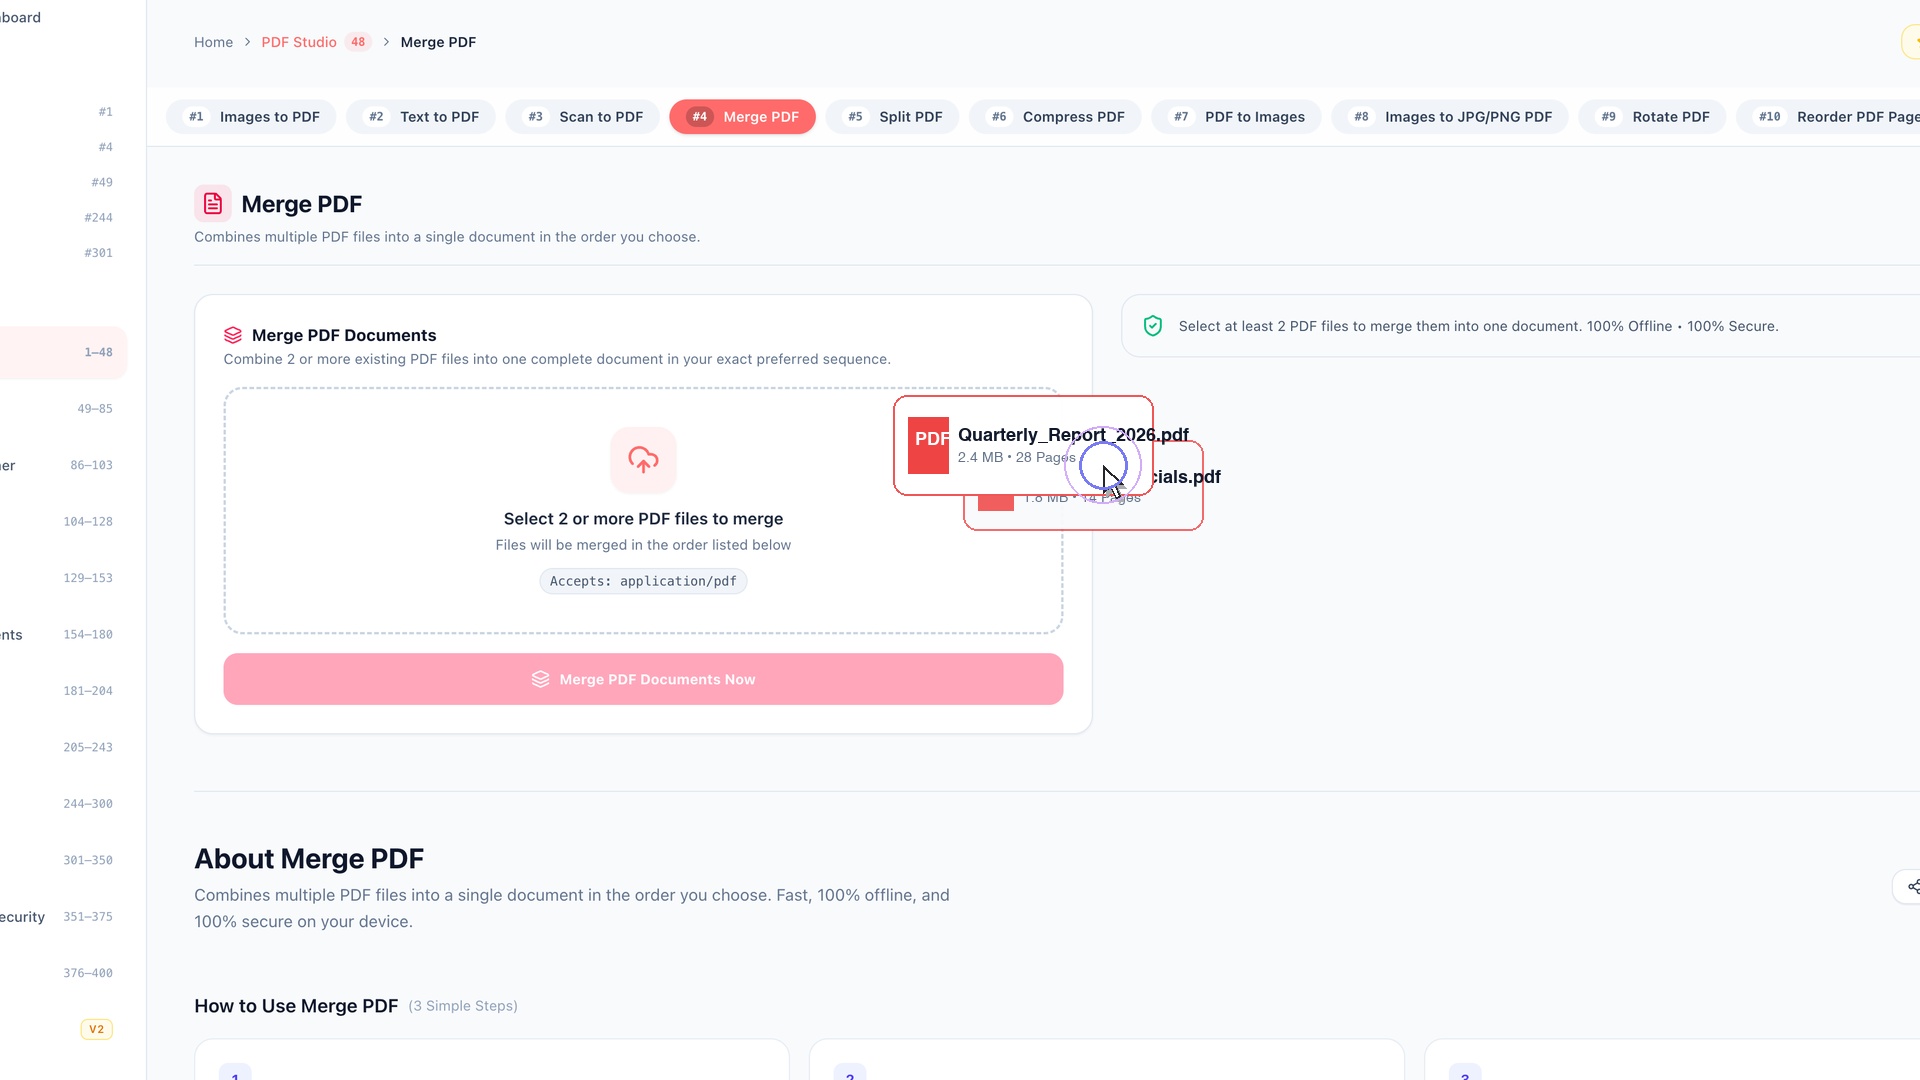 board
Home > PDF Studio 48 > Merge PDF
#1 Images to PDF #2 Text to PDF #3 Scan to PDF #4 Merge PDF #5 Split PDF #6 Compress PDF #7 PDF to Images #8 Images to JPG/PNG PDF #9 Rotate PDF #10 Reorder PDF Page
#1
#4
#49
#244
#301
1–48
49–85
er 86–103
104–128
129–153
ents 154–180
181–204
205–243
244–300
301–350
ecurity 351–375
376–400
V2
Merge PDF
Combines multiple PDF files into a single document in the order you choose.
Merge PDF Documents
Combine 2 or more existing PDF files into one complete document in your exact preferred sequence.
Select 2 or more PDF files to merge
Files will be merged in the order listed below
Accepts: application/pdf
Merge PDF Documents Now
PDF Quarterly_Report_2026.pdf
2.4 MB • 28 Pages
cials.pdf
1.8 MB • 14 Pages
Select at least 2 PDF files to merge them into one document. 100% Offline • 100% Secure.
About Merge PDF
Combines multiple PDF files into a single document in the order you choose. Fast, 100% offline, and
100% secure on your device.
How to Use Merge PDF (3 Simple Steps)
1 2 3